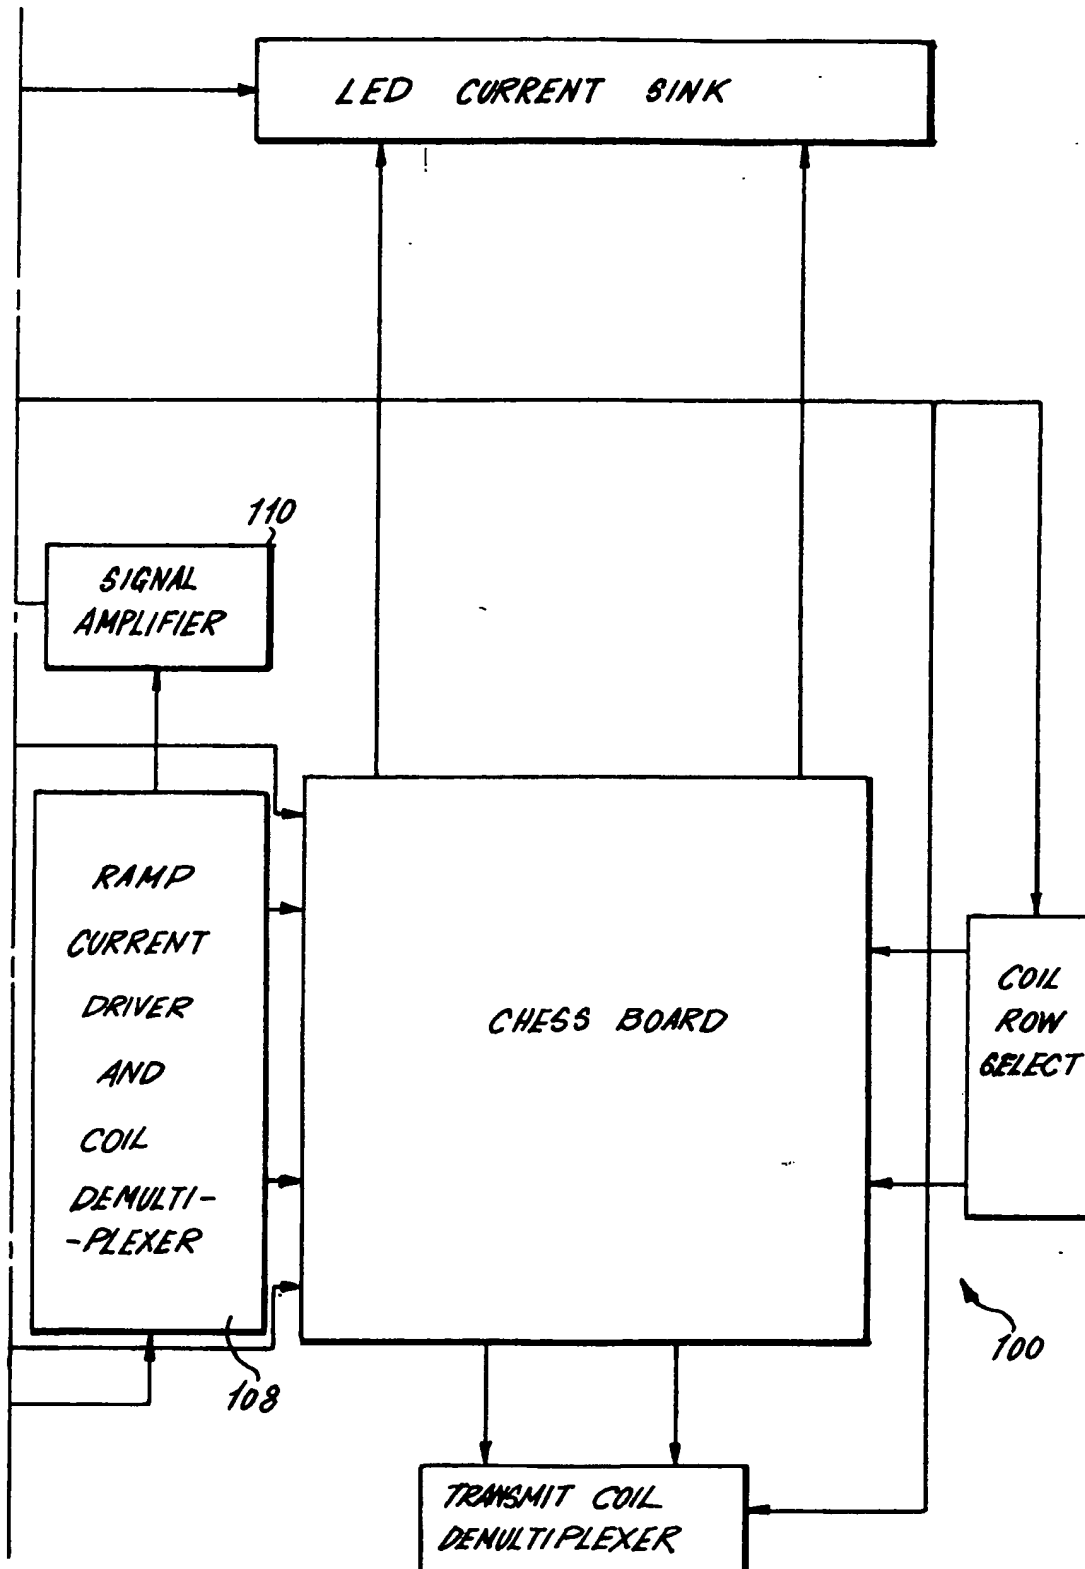 LED CURRENT SINK
110
SIGNAL
AMPLIFIER
RAMP
CURRENT
DRIVER
AND
COIL
DEMULTI-
-PLEXER
108
CHESS BOARD
COIL
ROW
SELECT
100
TRANSMIT COIL
DEMULTIPLEXER